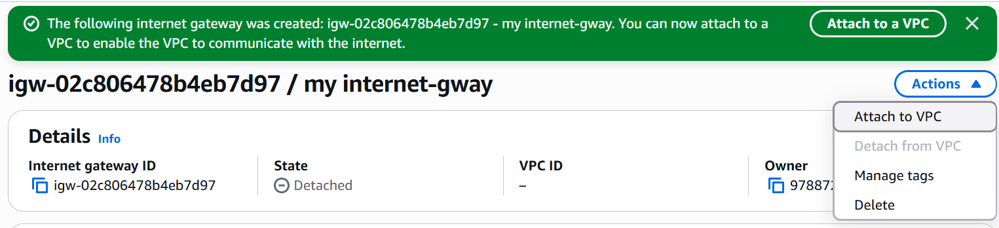 The following internet gateway was created: igw-02c806478b4eb7d97 - my internet-gway. You can now attach to a
VPC to enable the VPC to communicate with the internet.
Attach to a VPC
igw-02c806478b4eb7d97 / my internet-gway
Actions
Attach to VPC
Detach from VPC
Manage tags
Delete
Details Info
Internet gateway ID
igw-02c806478b4eb7d97
State
Detached
VPC ID
–
Owner